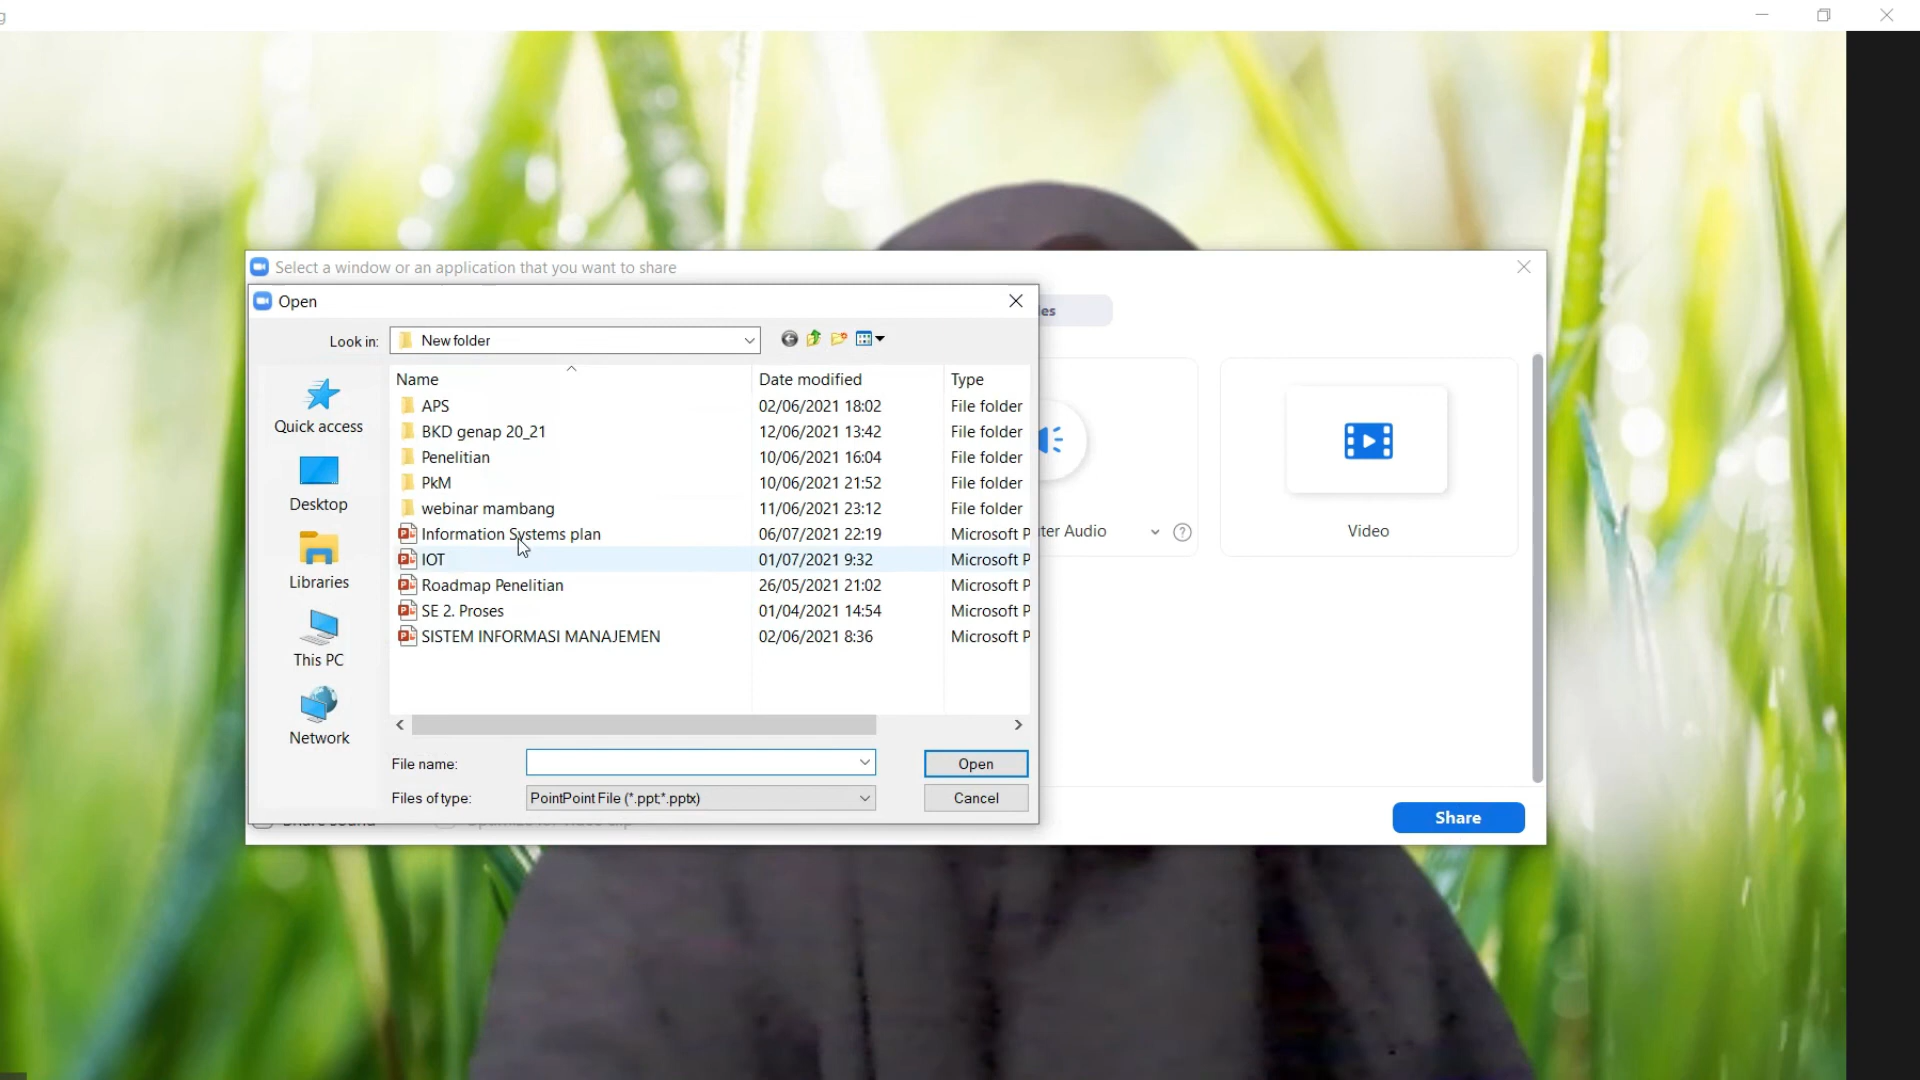 g
Select a window or an application that you want to share
Open
Look in: New folder
Name Date modified Type
APS 02/06/2021 18:02 File folder
BKD genap 20_21 12/06/2021 13:42 File folder
Penelitian 10/06/2021 16:04 File folder
PkM 10/06/2021 21:52 File folder
webinar mambang 11/06/2021 23:12 File folder
Information Systems plan 06/07/2021 22:19 Microsoft P
IOT 01/07/2021 9:32 Microsoft P
Roadmap Penelitian 26/05/2021 21:02 Microsoft P
SE 2. Proses 01/04/2021 14:54 Microsoft P
SISTEM INFORMASI MANAJEMEN 02/06/2021 8:36 Microsoft P
Quick access
Desktop
Libraries
This PC
Network
File name:
Open
Files of type: PointPoint File (*.ppt;*.pptx)
Cancel
les
ter Audio
Video
Share